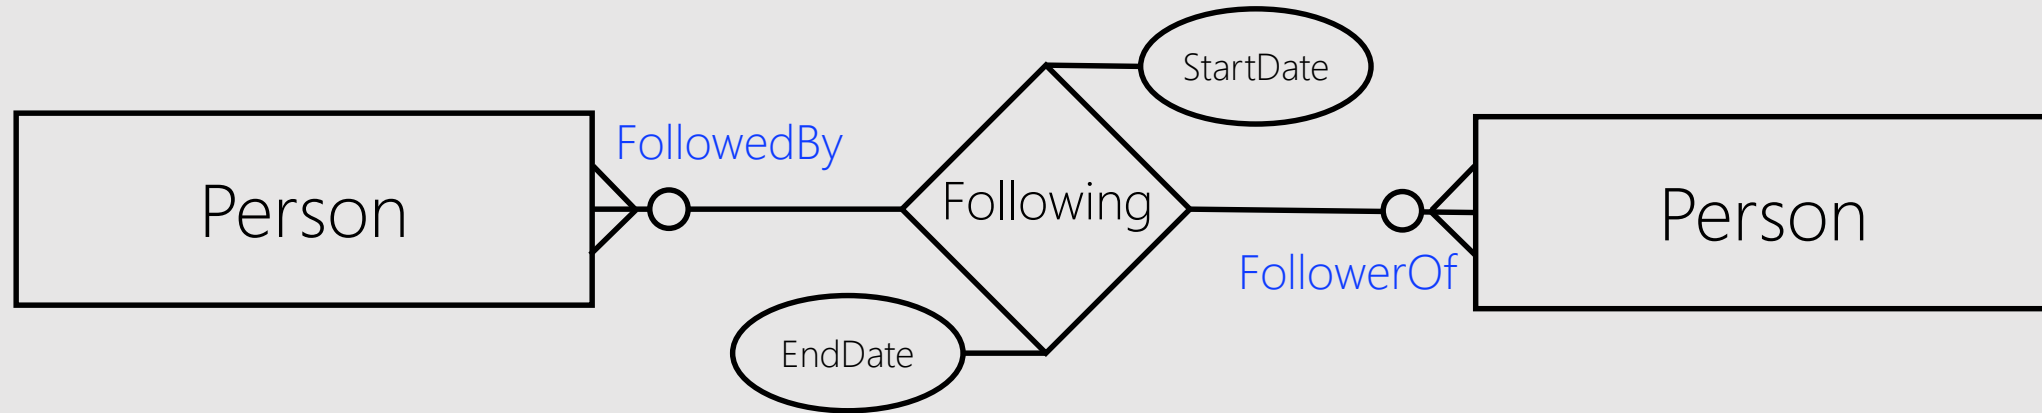 StartDate
FollowedBy
Person
Following
Person
FollowerOf
EndDate